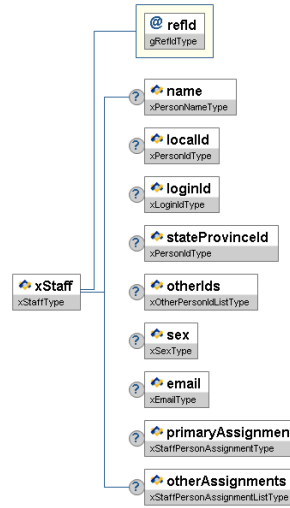 @ refId
gRefIdType
? name
xPersonNameType
? localId
xPersonIdType
? loginId
xLoginIdType
? stateProvinceId
xPersonIdType
xStaff
xStaffType
? otherIds
xOtherPersonIdListType
? sex
xSexType
? email
xEmailType
? primaryAssignmen
xStaffPersonAssignmentType
? otherAssignments
xStaffPersonAssignmentListType